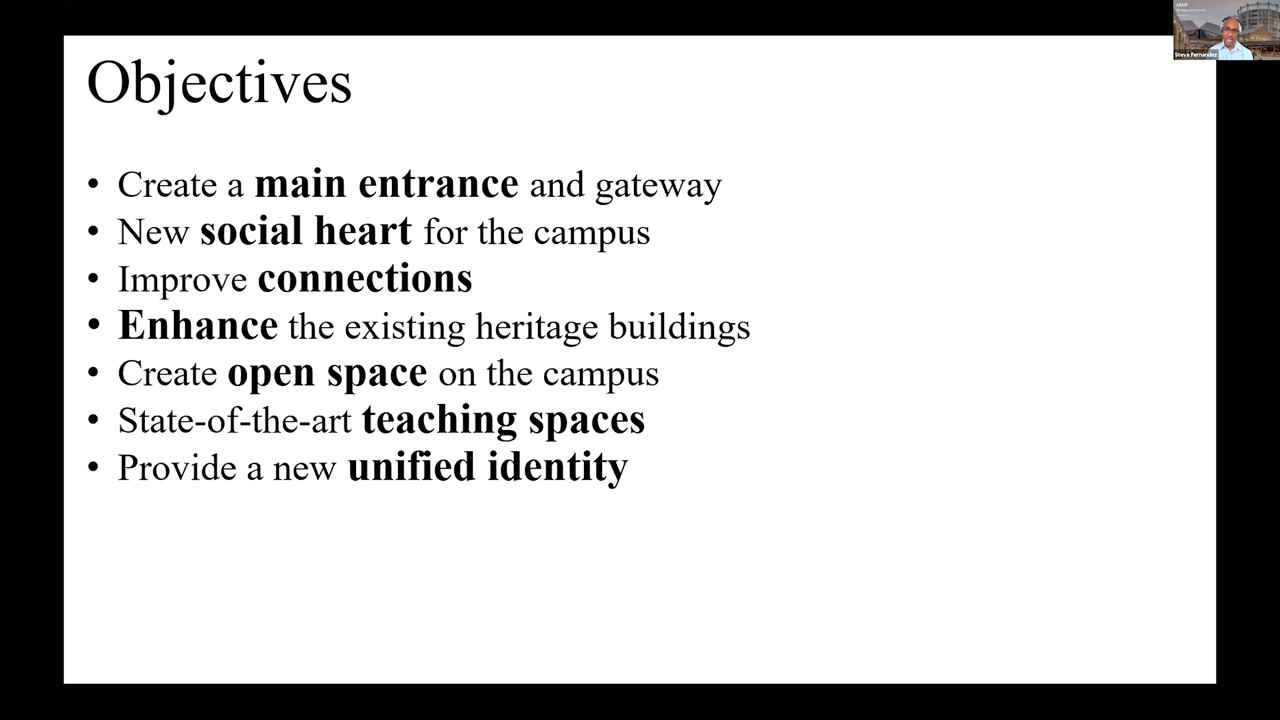 ARUP
Steve Fernandez
Objectives
• Create a main entrance and gateway
• New social heart for the campus
• Improve connections
• Enhance the existing heritage buildings
• Create open space on the campus
• State-of-the-art teaching spaces
• Provide a new unified identity